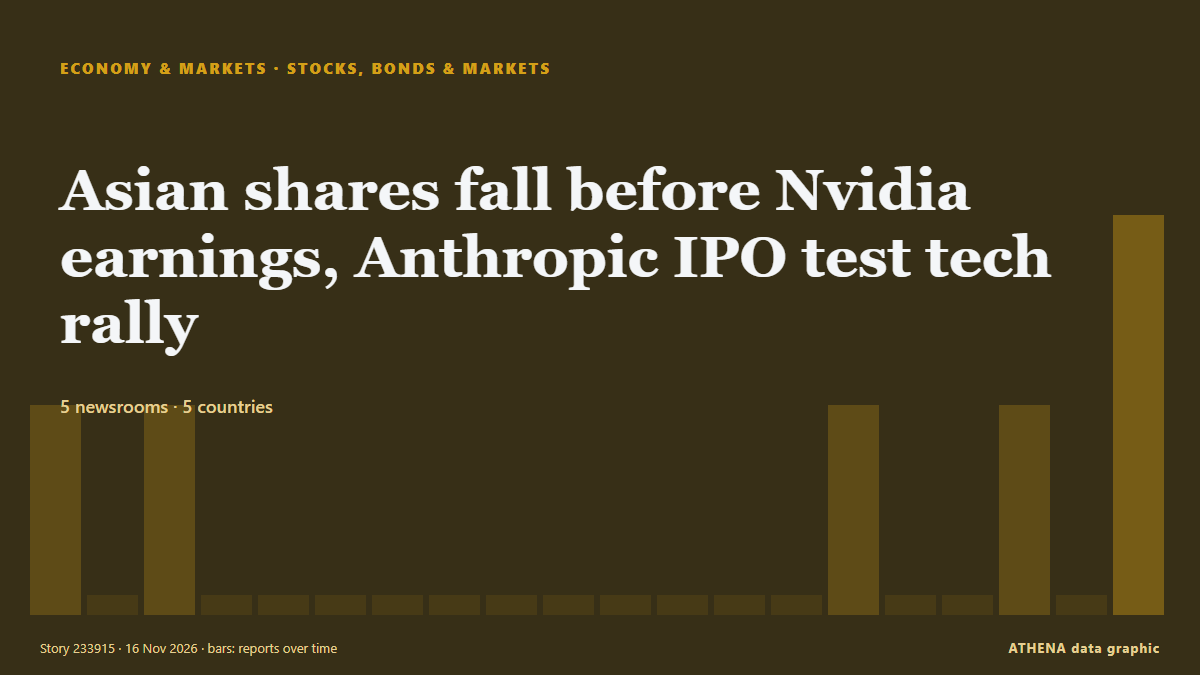 ECONOMY & MARKETS · STOCKS, BONDS & MARKETS
Asian shares fall before Nvidia
earnings, Anthropic IPO test tech
rally
5 newsrooms · 5 countries
Story 233915 · 16 Nov 2026 · bars: reports over time
ATHENA data graphic